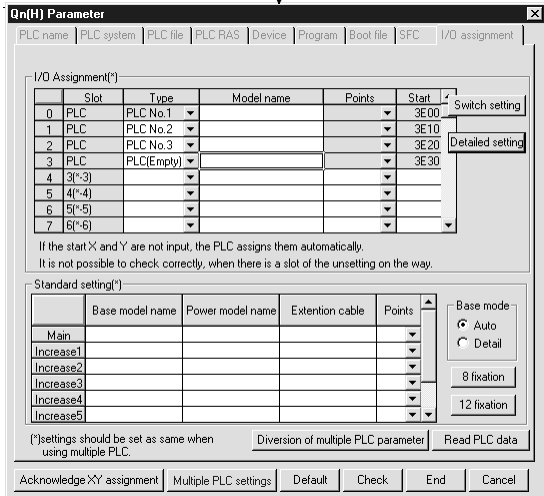 Qn(H) Parameter
PLC name PLC system PLC file PLC RAS Device Program Boot file SFC I/O assignment
I/O Assignment(*)
Slot Type Model name Points Start
0 PLC PLC No.1 3E00
1 PLC PLC No.2 3E10
2 PLC PLC No.3 3E20
3 PLC PLC(Empty) 3E30
4 3(*-3)
5 4(*-4)
6 5(*-5)
7 6(*-6)
Switch setting
Detailed setting
If the start X and Y are not input, the PLC assigns them automatically.
It is not possible to check correctly, when there is a slot of the unsetting on the way.
Standard setting(*)
Base model name Power model name Extention cable Points
Main
Increase1
Increase2
Increase3
Increase4
Increase5
Base mode
Auto
Detail
8 fixation
12 fixation
(*)settings should be set as same when
using multiple PLC.
Diversion of multiple PLC parameter Read PLC data
Acknowledge XY assignment Multiple PLC settings Default Check End Cancel